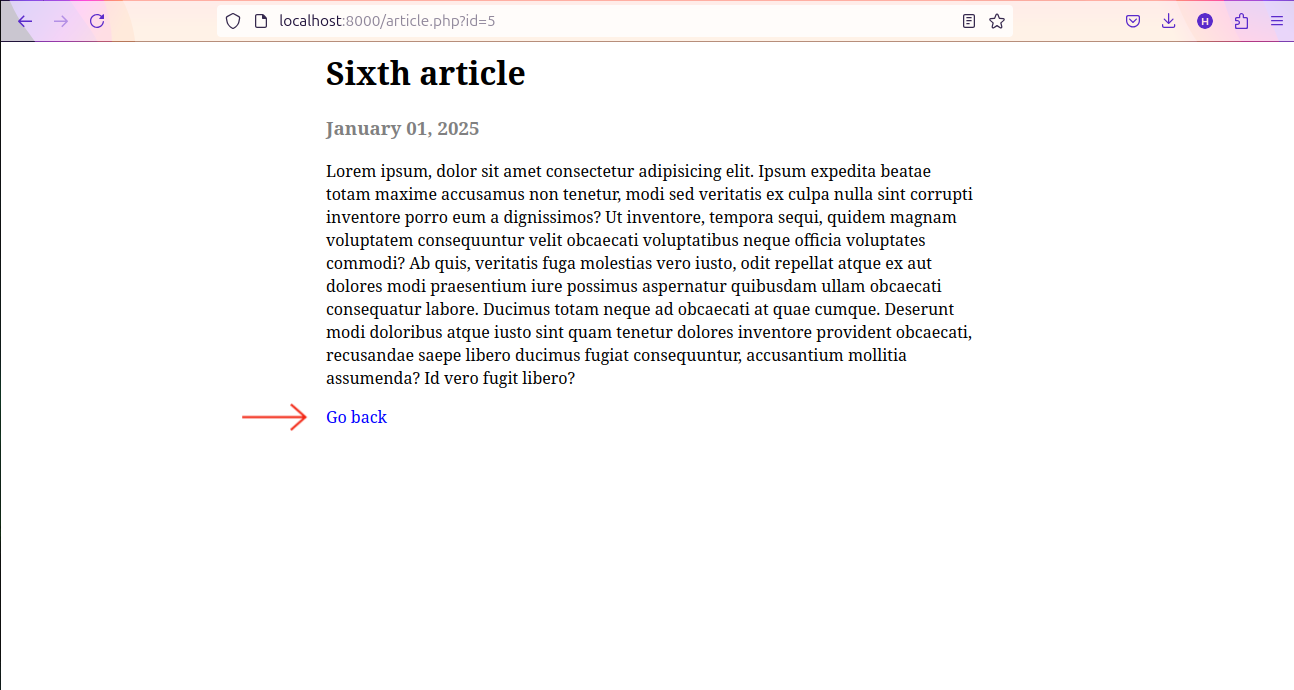 localhost:8000/article.php?id=5
H
Sixth article
January 01, 2025
Lorem ipsum, dolor sit amet consectetur adipisicing elit. Ipsum expedita beatae
totam maxime accusamus non tenetur, modi sed veritatis ex culpa nulla sint corrupti
inventore porro eum a dignissimos? Ut inventore, tempora sequi, quidem magnam
voluptatem consequuntur velit obcaecati voluptatibus neque officia voluptates
commodi? Ab quis, veritatis fuga molestias vero iusto, odit repellat atque ex aut
dolores modi praesentium iure possimus aspernatur quibusdam ullam obcaecati
consequatur labore. Ducimus totam neque ad obcaecati at quae cumque. Deserunt
modi doloribus atque iusto sint quam tenetur dolores inventore provident obcaecati,
recusandae saepe libero ducimus fugiat consequuntur, accusantium mollitia
assumenda? Id vero fugit libero?
Go back